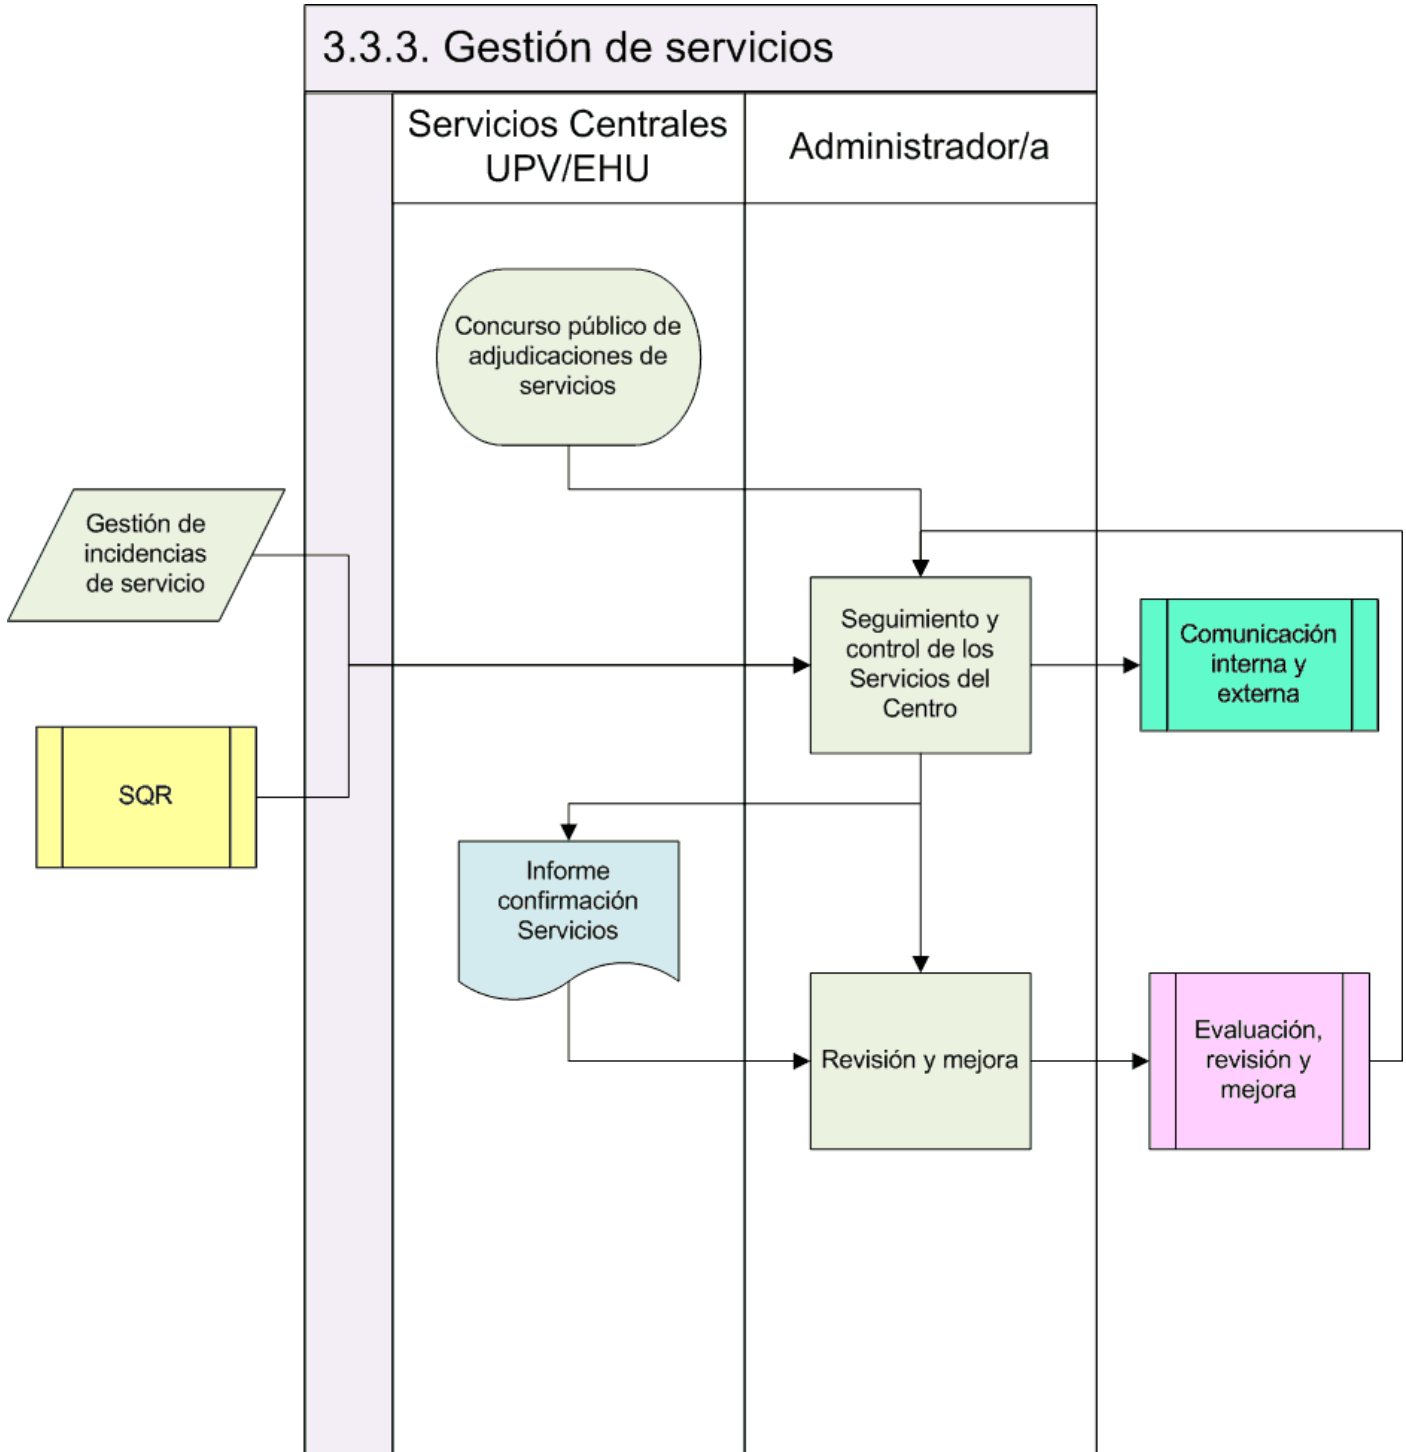 3.3.3. Gestión de servicios
Servicios Centrales
UPV/EHU
Administrador/a
Concurso público de
adjudicaciones de
servicios
Gestión de
incidencias
de servicio
Seguimiento y
control de los
Servicios del
Centro
Comunicación
interna y
externa
SQR
Informe
confirmación
Servicios
Revisión y mejora
Evaluación,
revisión y
mejora